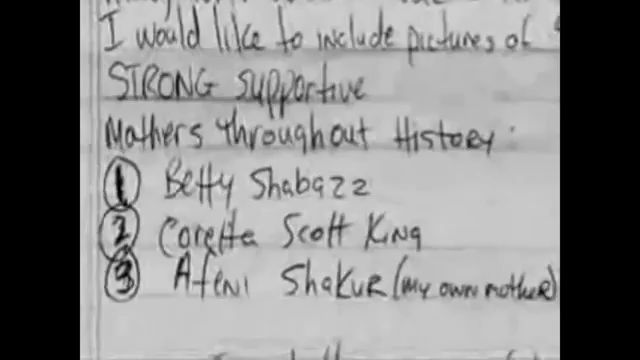 I would like to include pictures of
STRONG supportive
Mothers throughout History:
1 Betty Shabazz
2 Coretta Scott King
3 Afeni Shakur (my own mother)